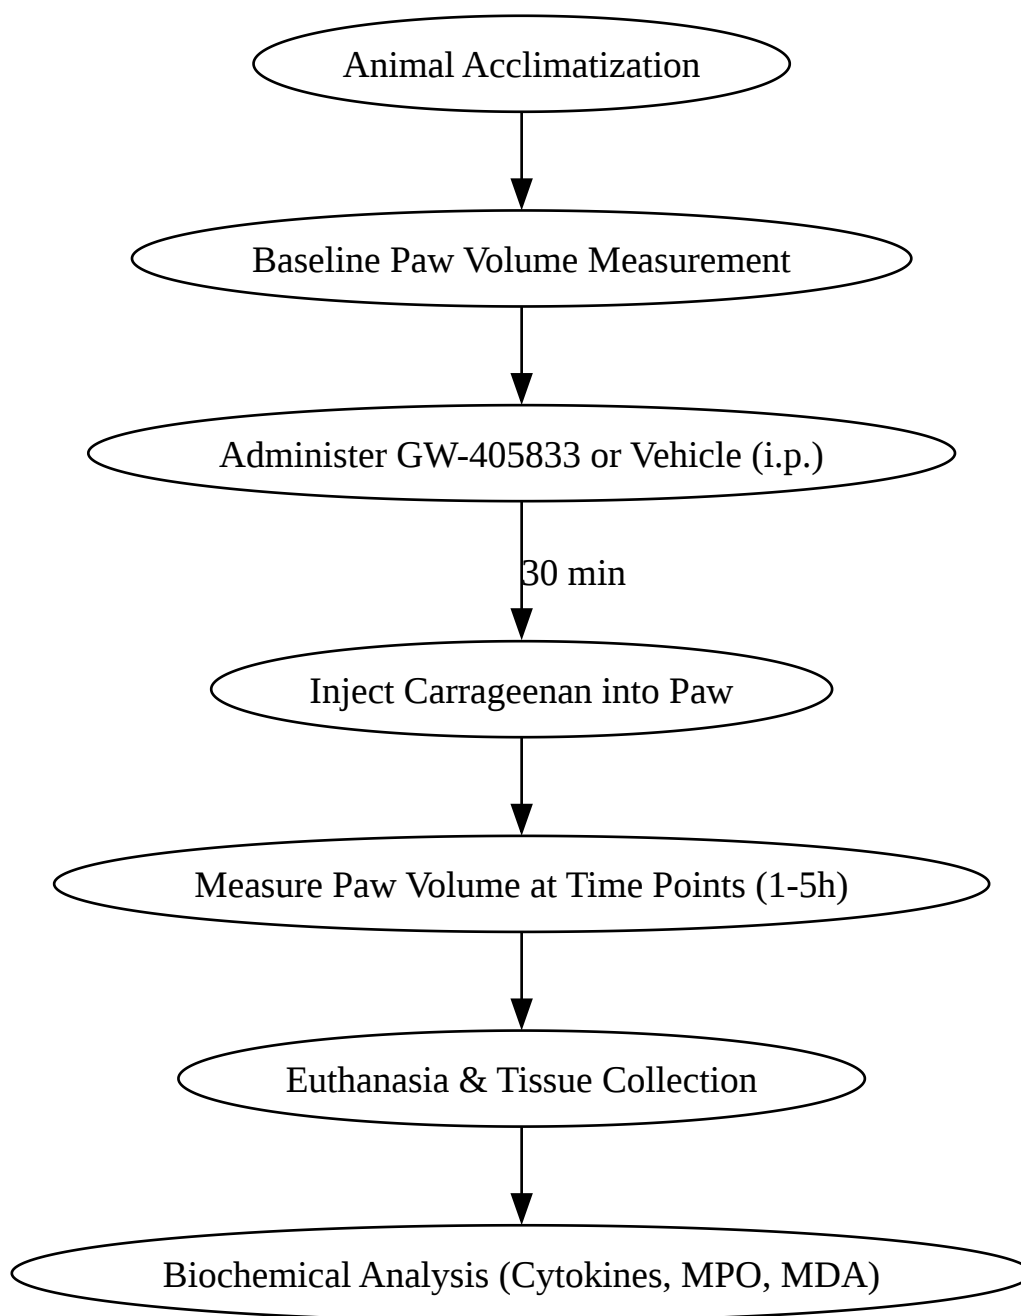 Animal Acclimatization
Baseline Paw Volume Measurement
Administer GW-405833 or Vehicle (i.p.)
30 min
Inject Carrageenan into Paw
Measure Paw Volume at Time Points (1-5h)
Euthanasia & Tissue Collection
Biochemical Analysis (Cytokines, MPO, MDA)